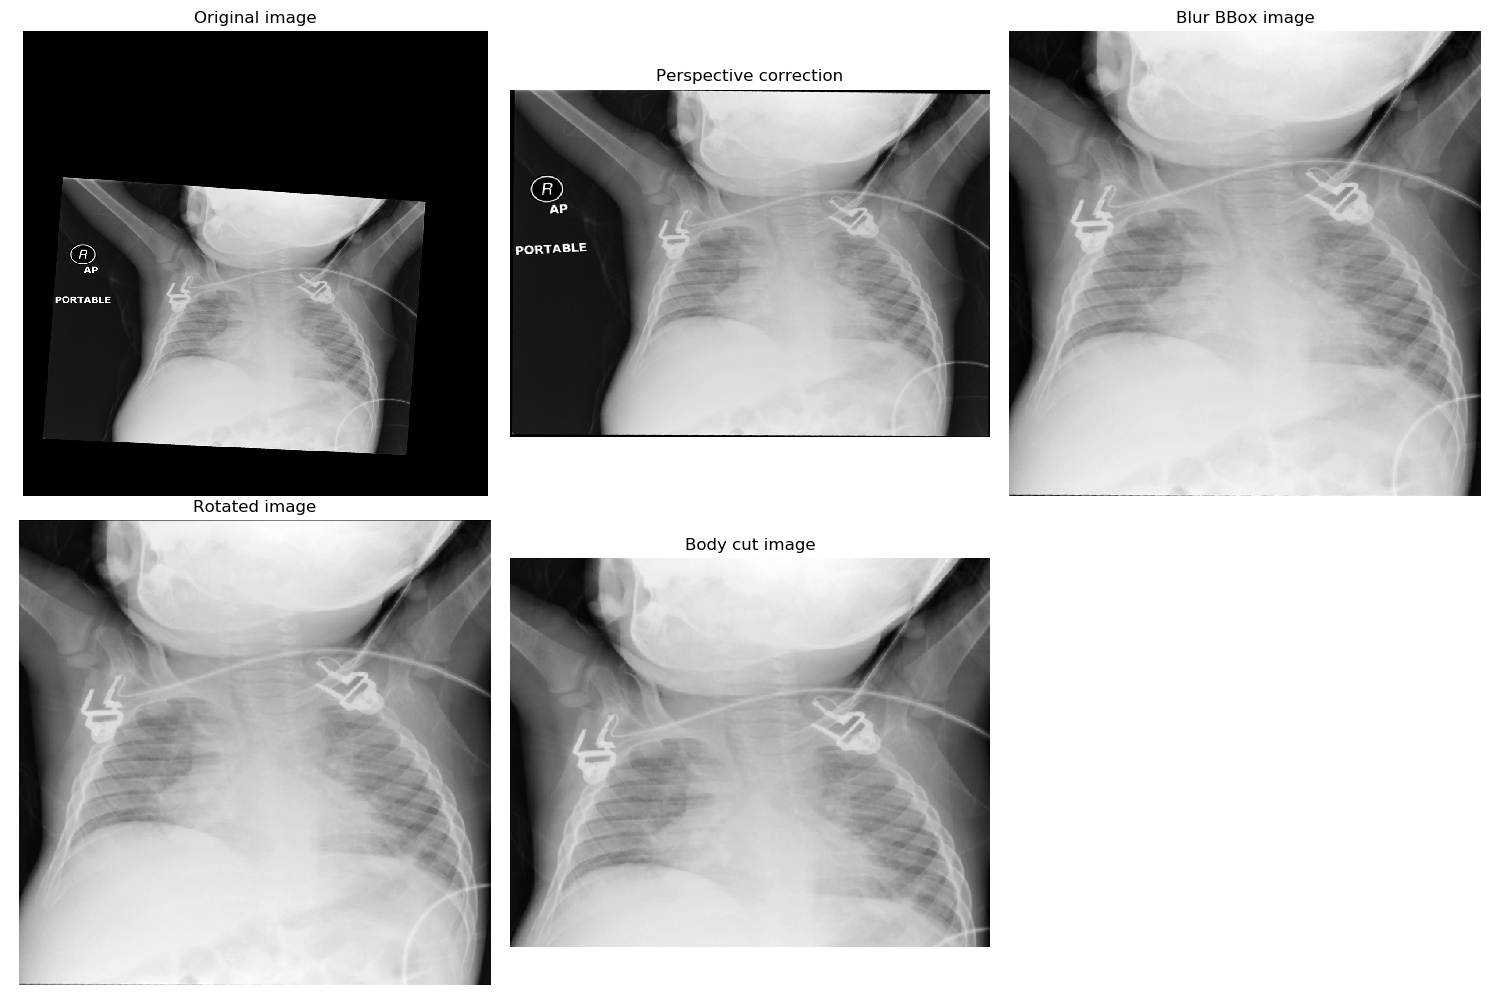 Original image
Perspective correction
Blur BBox image
R
AP
PORTABLE
R
AP
PORTABLE
Rotated image
Body cut image